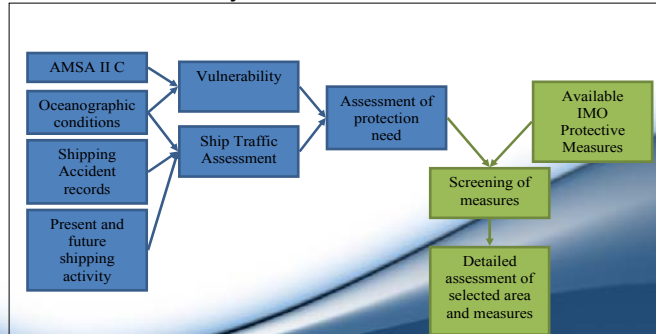 AMSA II C
Oceanographic
conditions
Shipping
Accident
records
Present and
future
shipping
activity
Vulnerability
Ship Traffic
Assessment
Assessment of
protection
need
Available
IMO
Protective
Measures
Screening of
measures
Detailed
assessment of
selected area
and measures